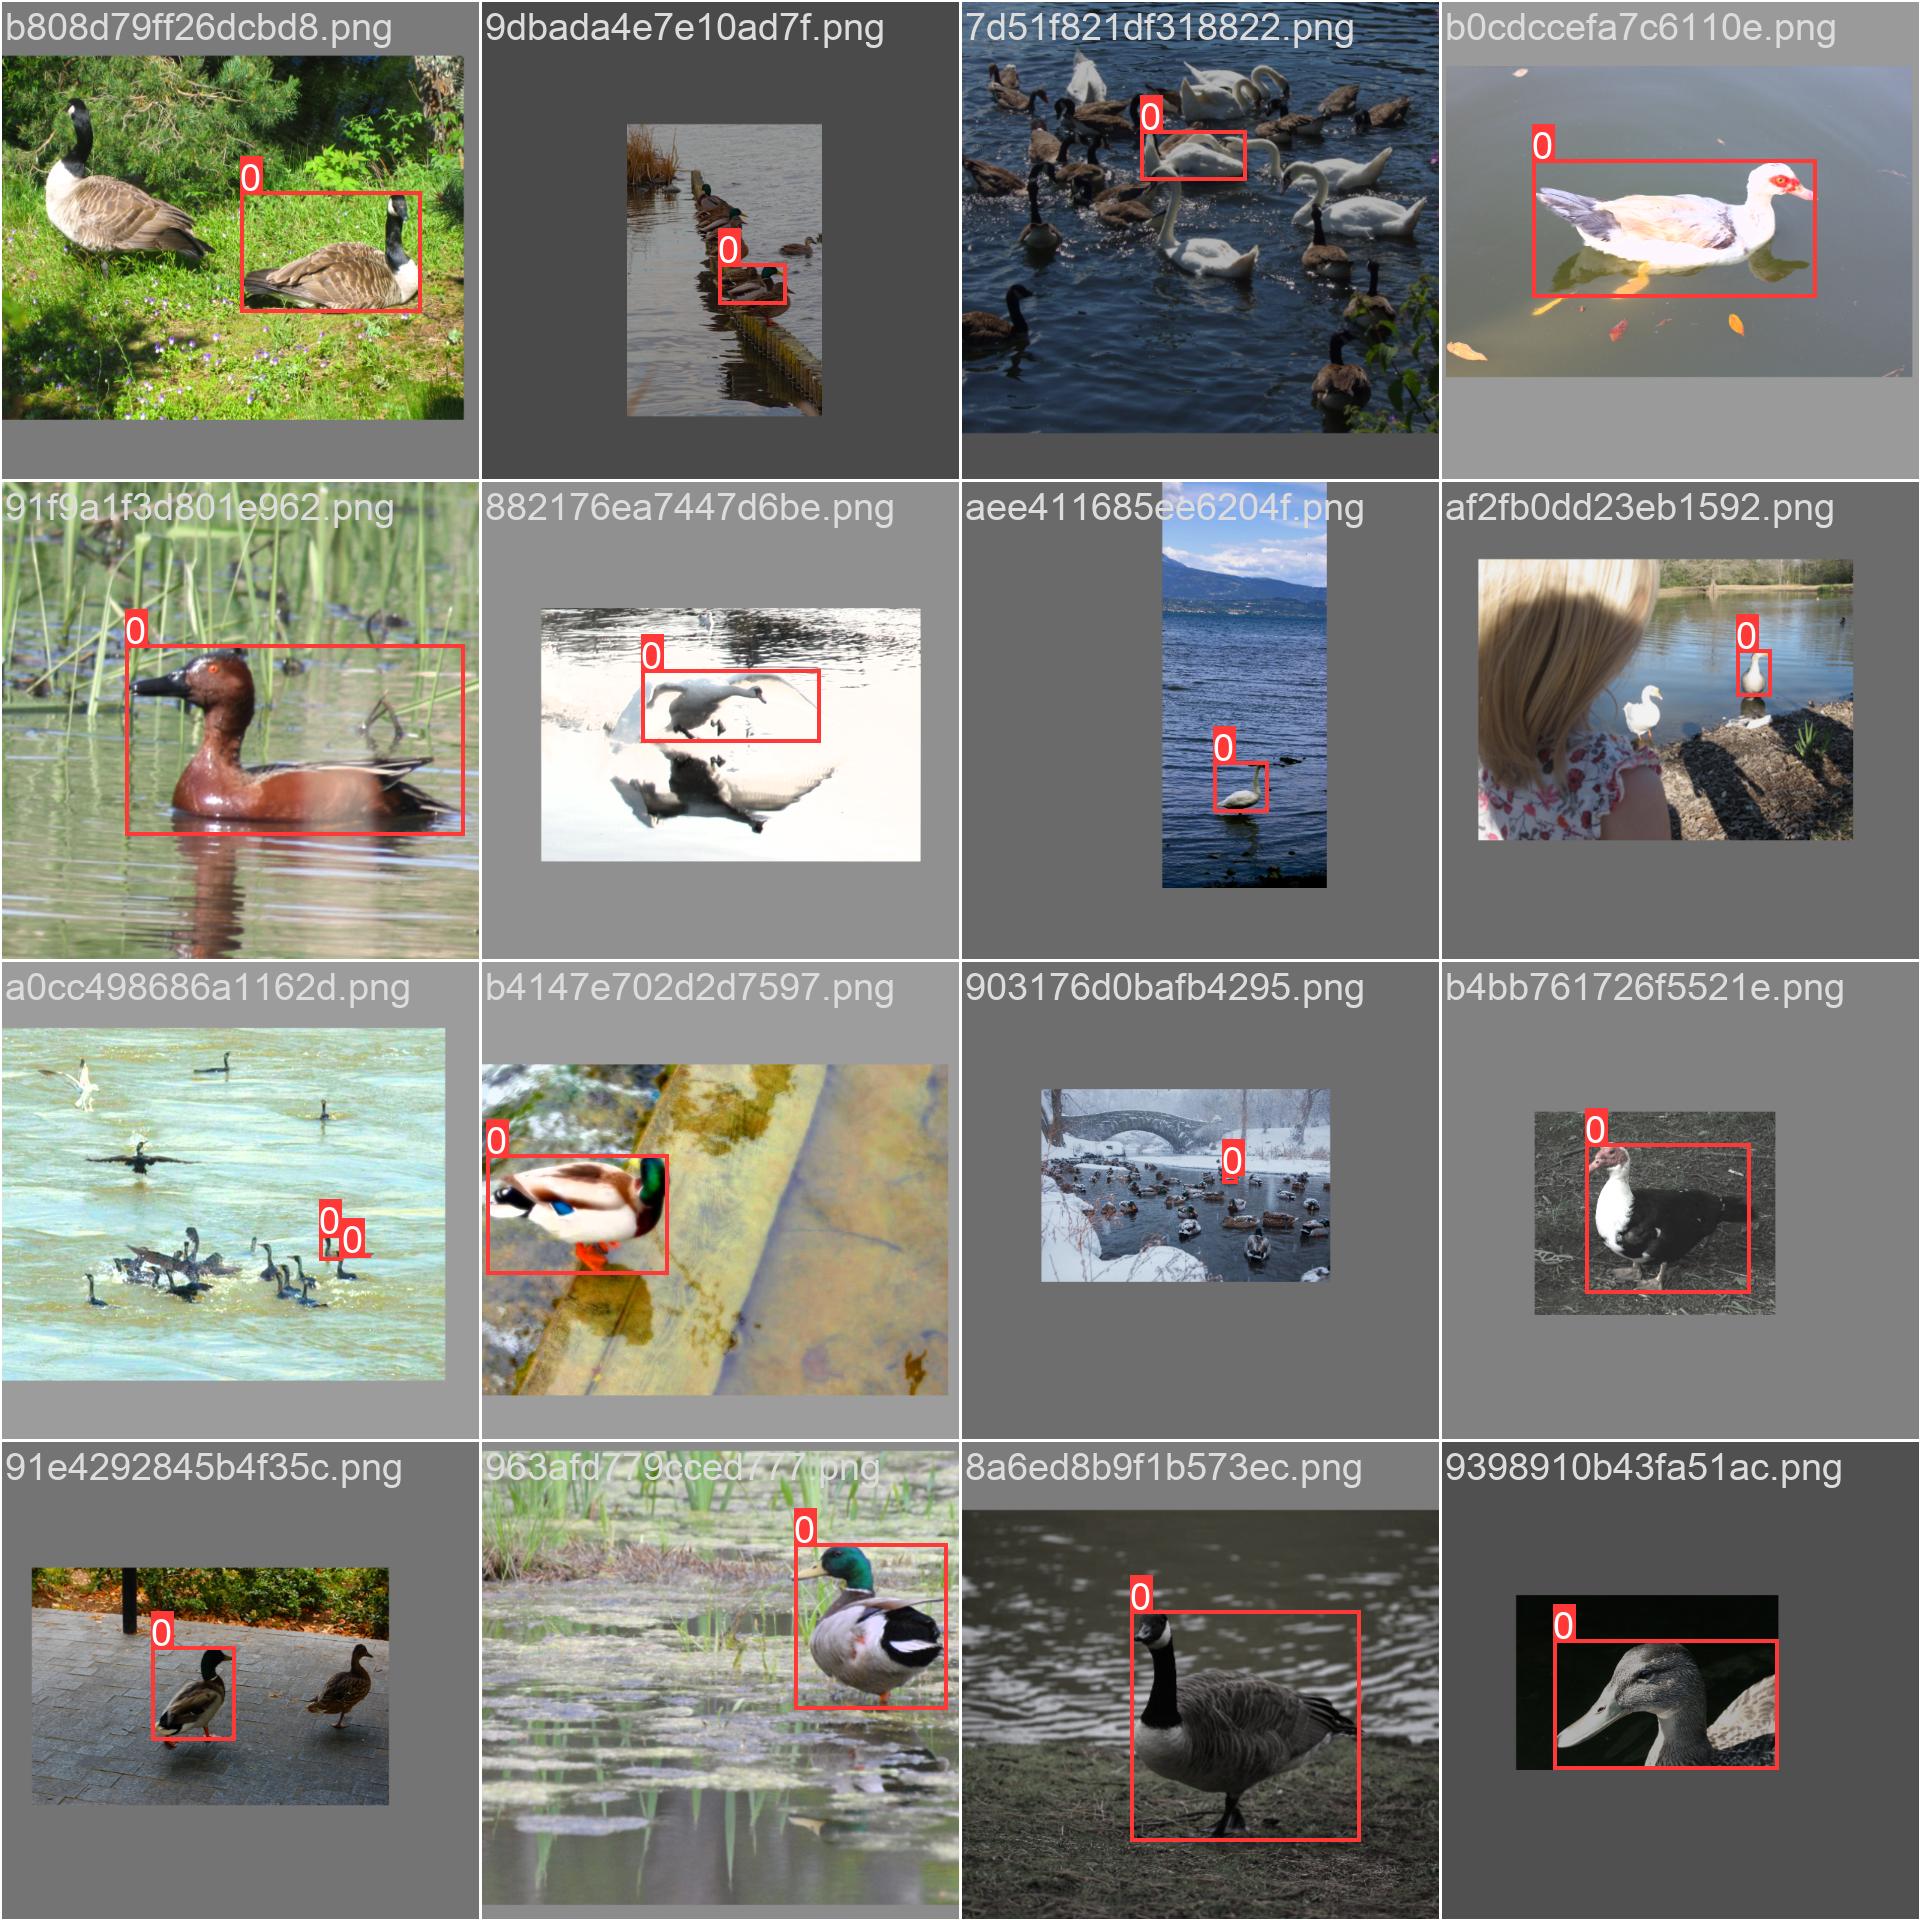 b808d79ff26dcbd8.png
9dbada4e7e10ad7f.png
7d51f821df318822.png
b0cdccefa7c6110e.png
0
0
0
0
91f9a1f3d801e962.png
882176ea7447d6be.png
aee411685ee6204f.png
af2fb0dd23eb1592.png
0
0
0
0
a0cc498686a1162d.png
b4147e702d2d7597.png
903176d0bafb4295.png
b4bb761726f5521e.png
0
0
0
0
0
91e4292845b4f35c.png
963afd779cced777.png
8a6ed8b9f1b573ec.png
9398910b43fa51ac.png
0
0
0
0